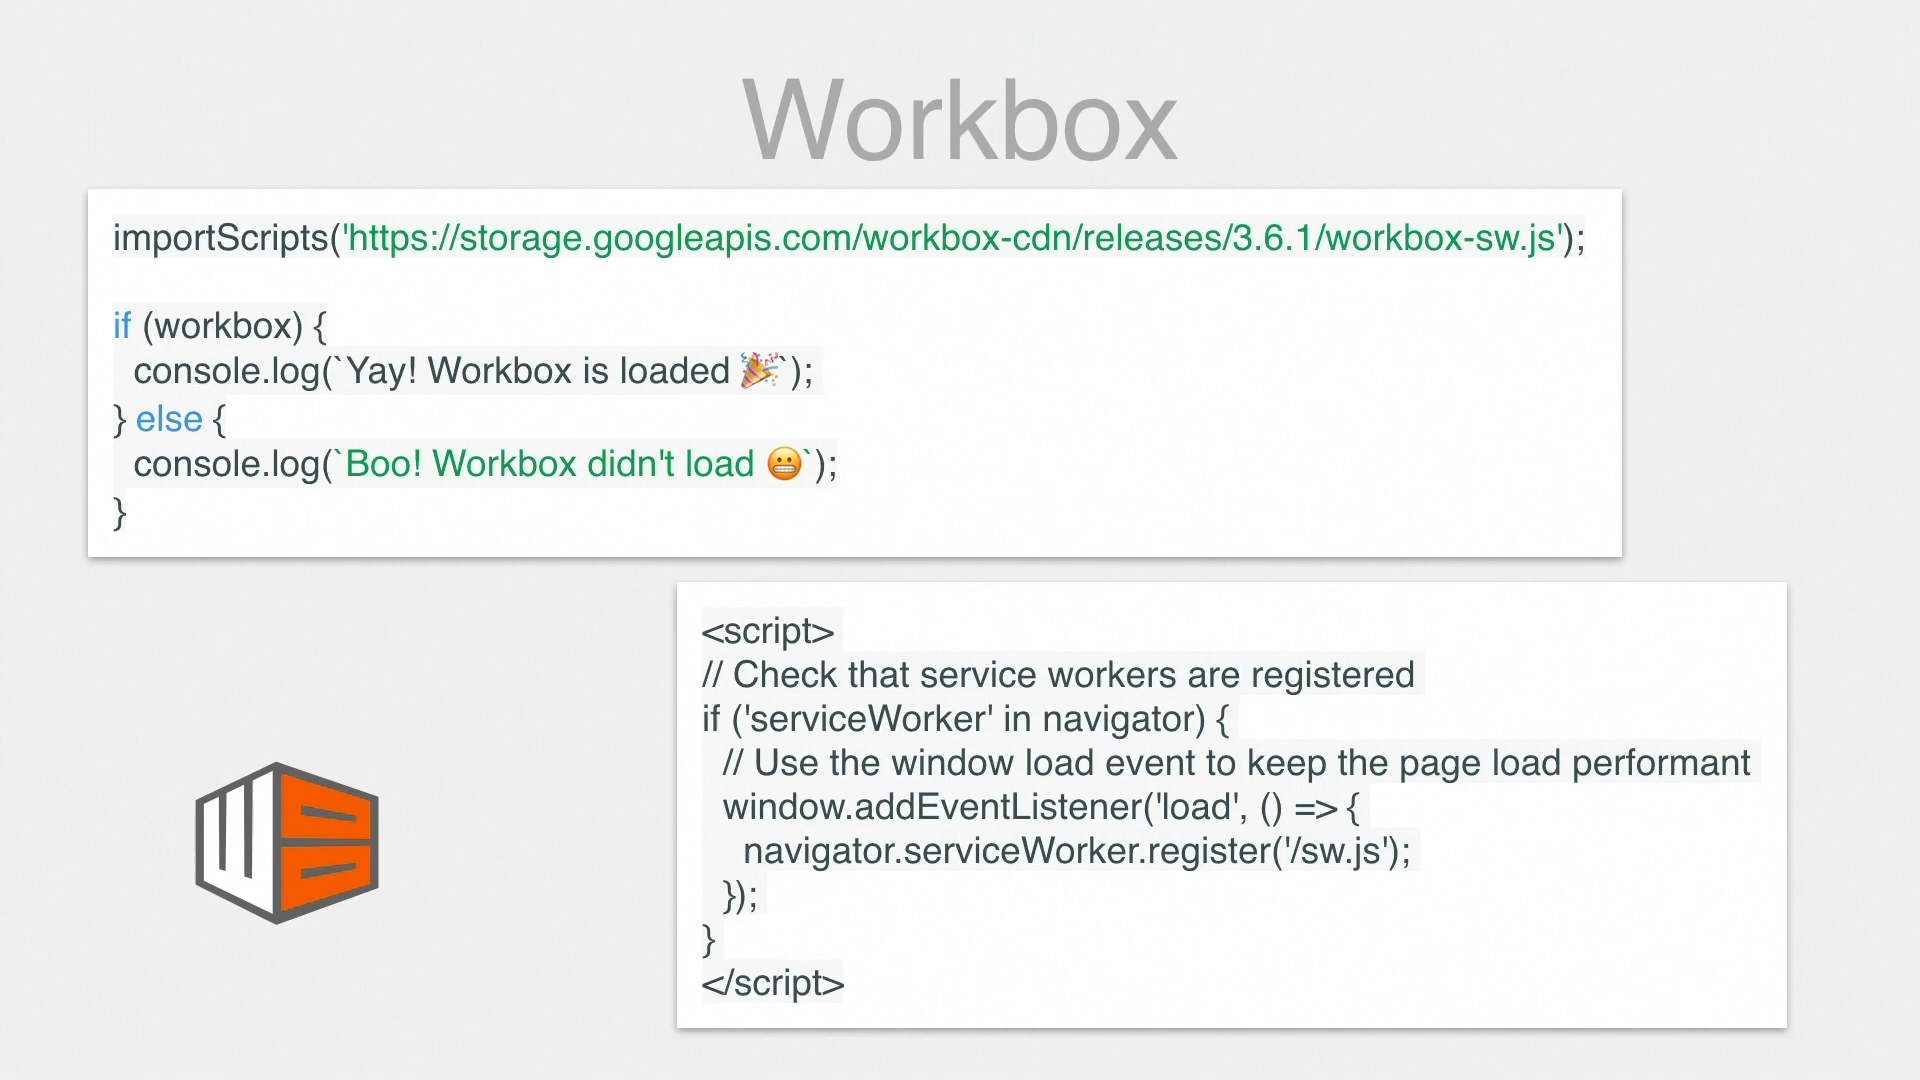 Workbox
importScripts('https://storage.googleapis.com/workbox-cdn/releases/3.6.1/workbox-sw.js');
if (workbox) {
  console.log(`Yay! Workbox is loaded 🎉`);
} else {
  console.log(`Boo! Workbox didn't load 😬`);
}
<script>
// Check that service workers are registered
if ('serviceWorker' in navigator) {
  // Use the window load event to keep the page load performant
  window.addEventListener('load', () => {
    navigator.serviceWorker.register('/sw.js');
  });
}
</script>
WB